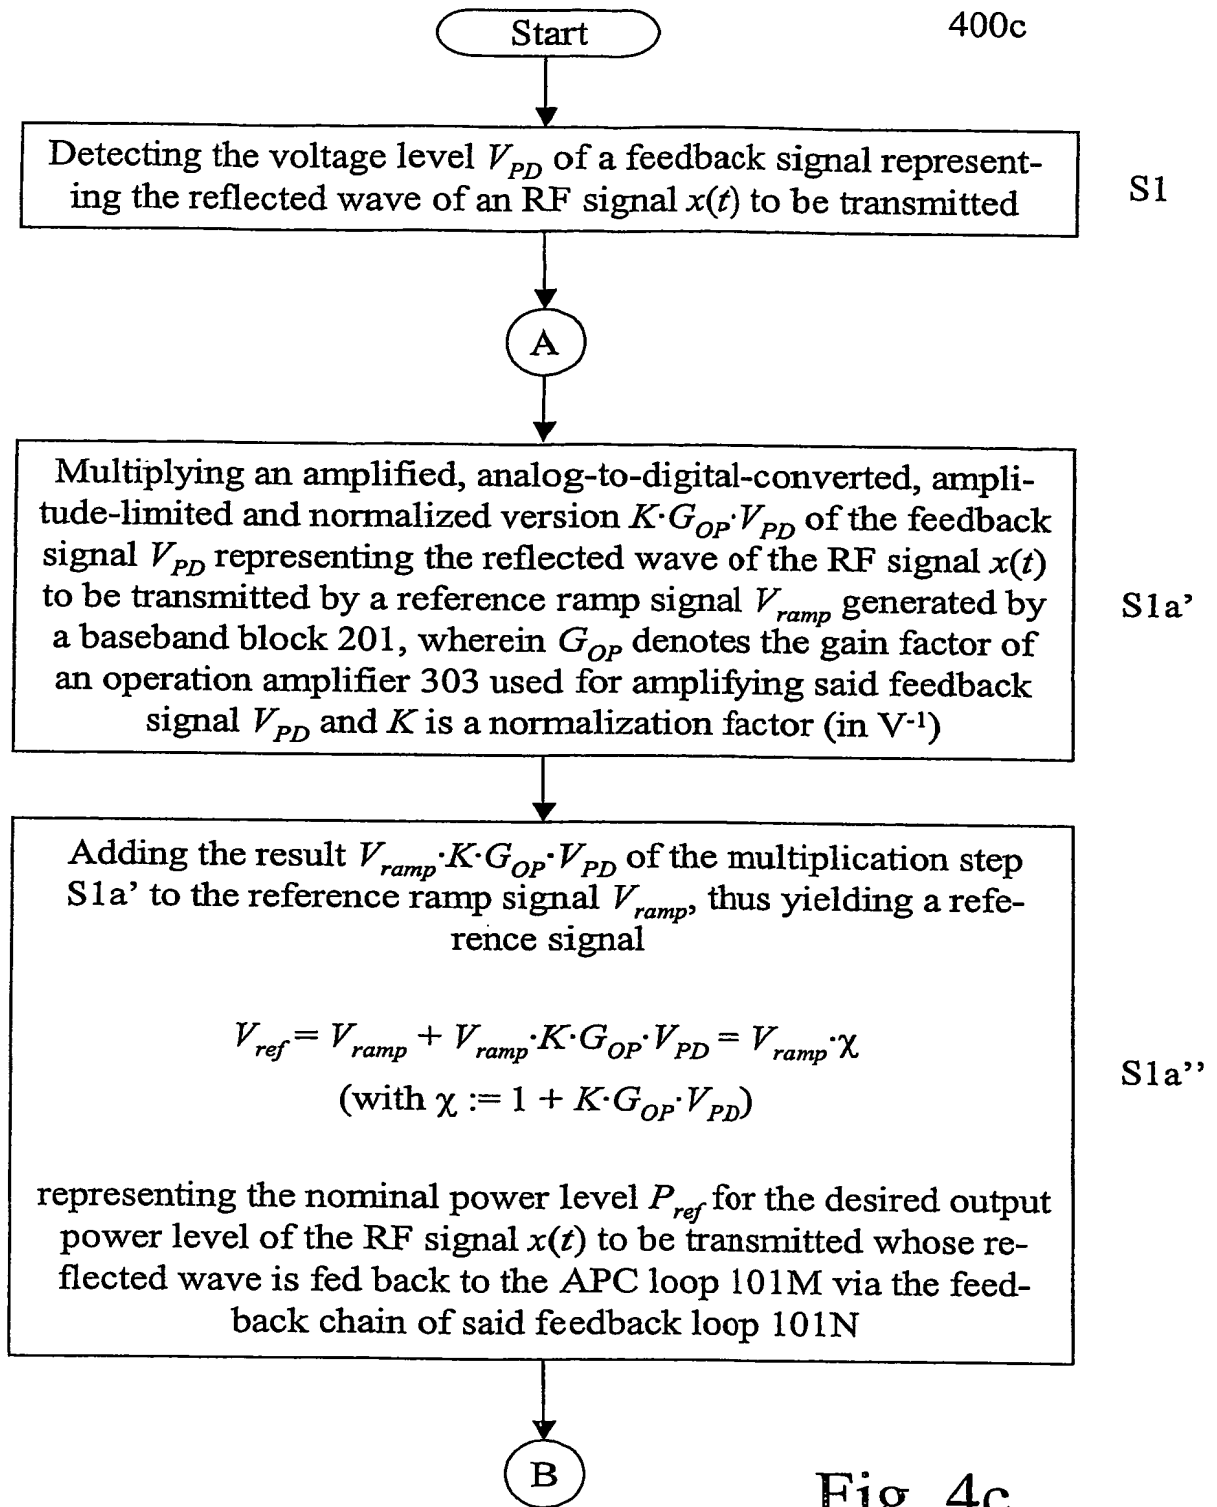 Start
400c
Detecting the voltage level V_PD of a feedback signal represent-
ing the reflected wave of an RF signal x(t) to be transmitted
S1
A
Multiplying an amplified, analog-to-digital-converted, ampli-
tude-limited and normalized version K·G_OP·V_PD of the feedback
signal V_PD representing the reflected wave of the RF signal x(t)
to be transmitted by a reference ramp signal V_ramp generated by
a baseband block 201, wherein G_OP denotes the gain factor of
an operation amplifier 303 used for amplifying said feedback
signal V_PD and K is a normalization factor (in V⁻¹)
S1a’
Adding the result V_ramp·K·G_OP·V_PD of the multiplication step
S1a’ to the reference ramp signal V_ramp, thus yielding a refe-
rence signal
V_ref = V_ramp + V_ramp·K·G_OP·V_PD = V_ramp·χ
(with χ := 1 + K·G_OP·V_PD)
S1a’’
representing the nominal power level P_ref for the desired output
power level of the RF signal x(t) to be transmitted whose re-
flected wave is fed back to the APC loop 101M via the feed-
back chain of said feedback loop 101N
B
Fig. 4c